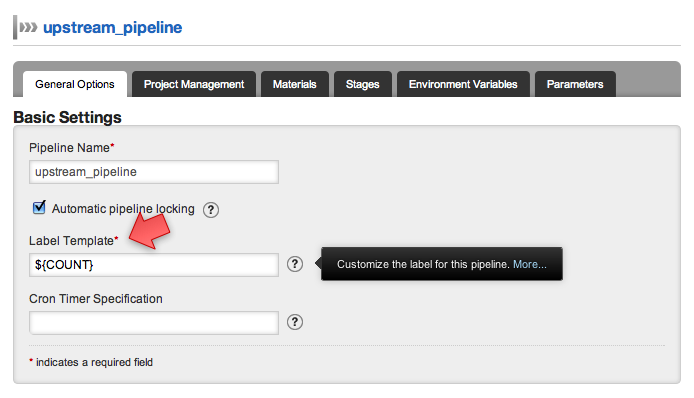 upstream_pipeline
General Options Project Management Materials Stages Environment Variables Parameters
Basic Settings
Pipeline Name*
upstream_pipeline
Automatic pipeline locking ?
Label Template*
${COUNT} ? Customize the label for this pipeline. More...
Cron Timer Specification
?
* indicates a required field